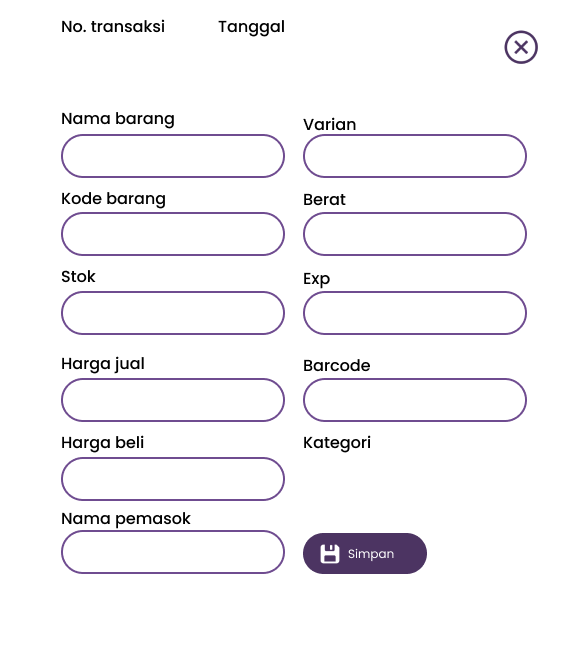 No. transaksi
Tanggal
Nama barang
Varian
Kode barang
Berat
Stok
Exp
Harga jual
Barcode
Harga beli
Kategori
Nama pemasok
Simpan